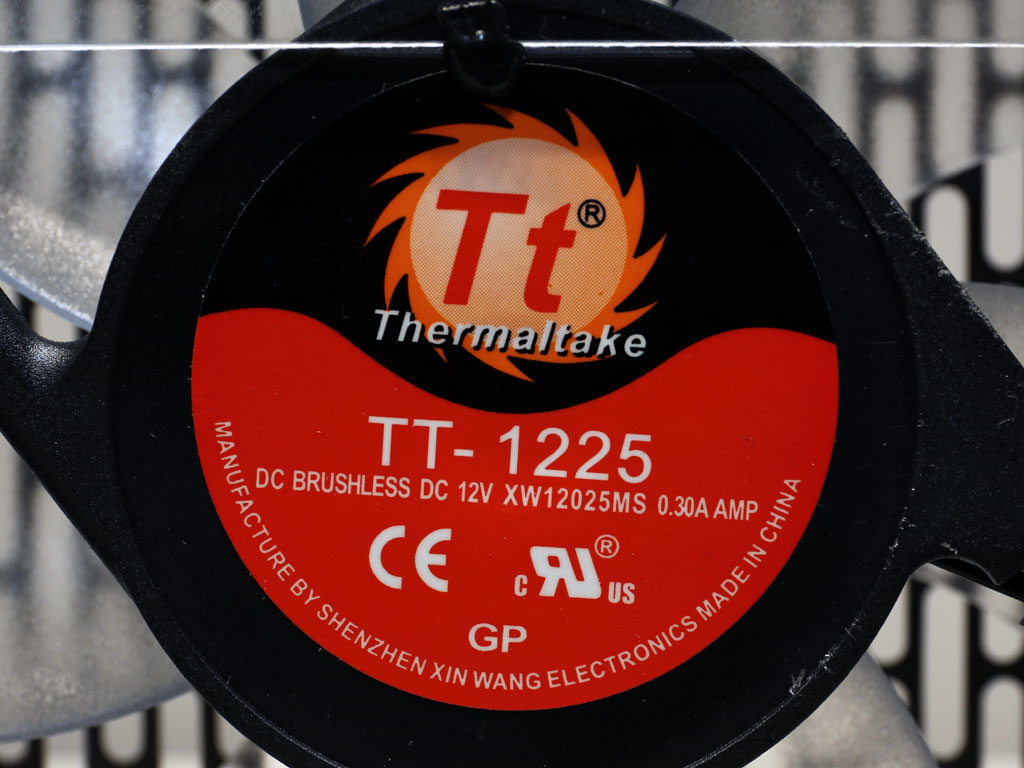 Tt®
Thermaltake
TT-1225
DC BRUSHLESS DC 12V XW12025MS 0.30A AMP
CE
c RU® US
GP
MANUFACTURE BY SHENZHEN XIN WANG ELECTRONICS MADE IN CHINA